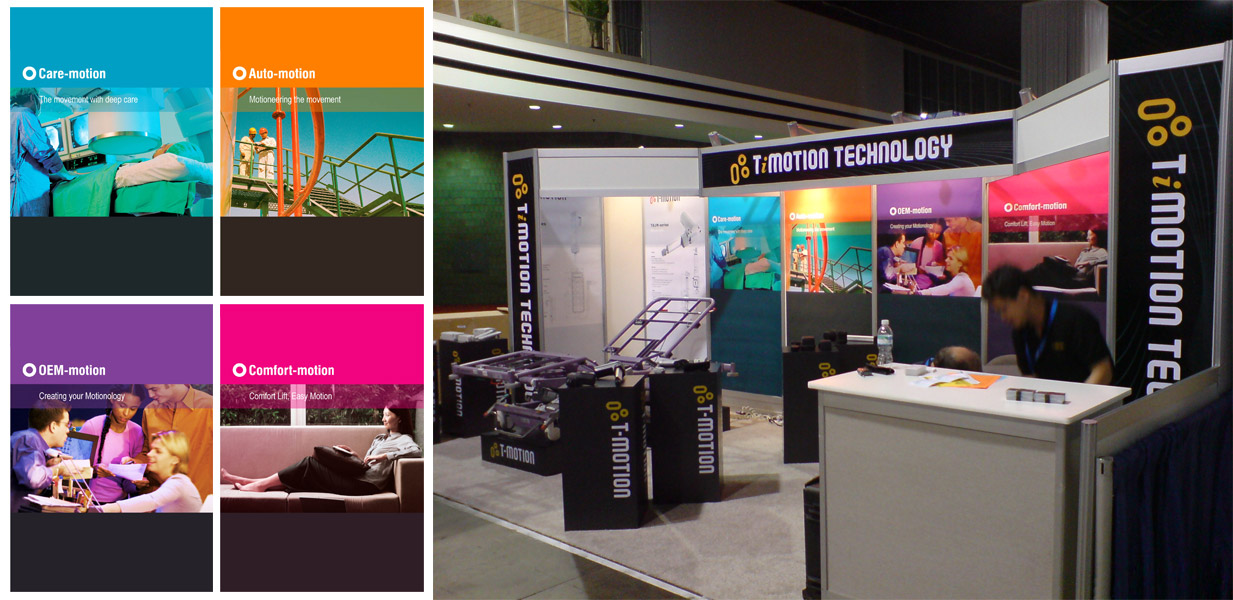 Care-motion
The movement with deep care
Auto-motion
Motioneering the movement
OEM-motion
Creating your Motionology
Comfort-motion
Comfort Lift, Easy Motion
TiMOTION TECHNOLOGY
TiMOTION TECH
TiMOTION TEC
Care-motion
OEM-motion
Creating your Motionology
Comfort-motion
Comfort Lift, Easy Motion
T-MOTION
T-MOTION
T-MOTION
T-MOTION